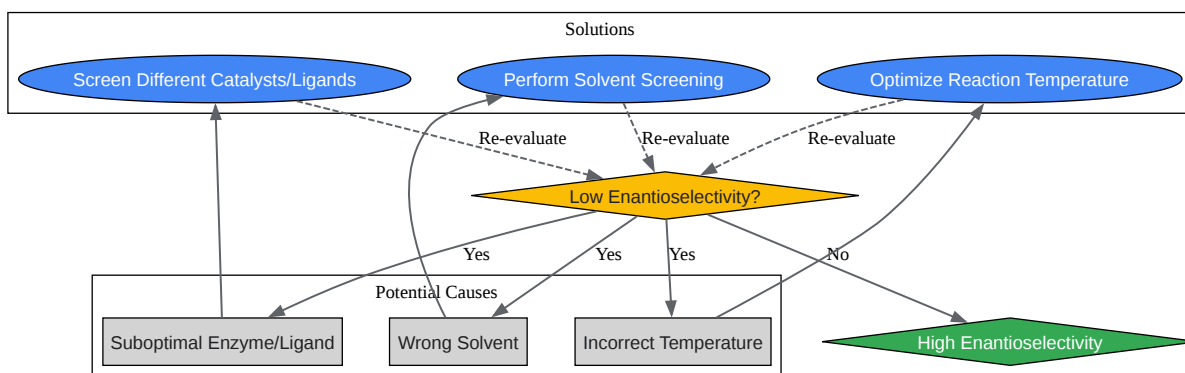 Solutions
Screen Different Catalysts/Ligands
Perform Solvent Screening
Optimize Reaction Temperature
Re-evaluate
Re-evaluate
Re-evaluate
Low Enantioselectivity?
Yes
Yes
Yes
No
Potential Causes
Suboptimal Enzyme/Ligand
Wrong Solvent
Incorrect Temperature
High Enantioselectivity